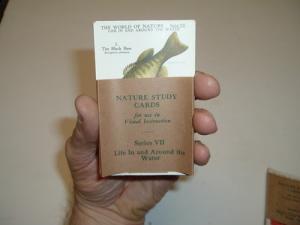 THE WORLD OF NATURE
LIFE IN AND AROUND THE WATER
The Black Bass
NATURE STUDY
CARDS
for use in
Visual Instruction
Series VII
Life In and Around the
Water